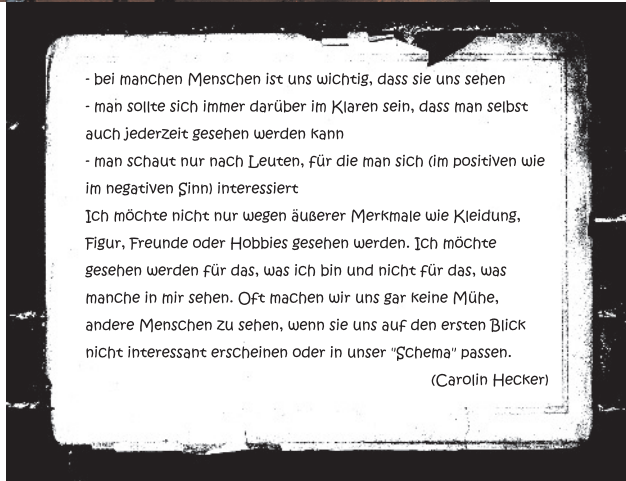 - bei manchen Menschen ist uns wichtig, dass sie uns sehen
- man sollte sich immer darüber im Klaren sein, dass man selbst
auch jederzeit gesehen werden kann
- man schaut nur nach Leuten, für die man sich (im positiven wie
im negativen Sinn) interessiert
Ich möchte nicht nur wegen äußerer Merkmale wie Kleidung,
Figur, Freunde oder Hobbies gesehen werden. Ich möchte
gesehen werden für das, was ich bin und nicht für das, was
manche in mir sehen. Oft machen wir uns gar keine Mühe,
andere Menschen zu sehen, wenn sie uns auf den ersten Blick
nicht interessant erscheinen oder in unser "Schema" passen.
(Carolin Hecker)